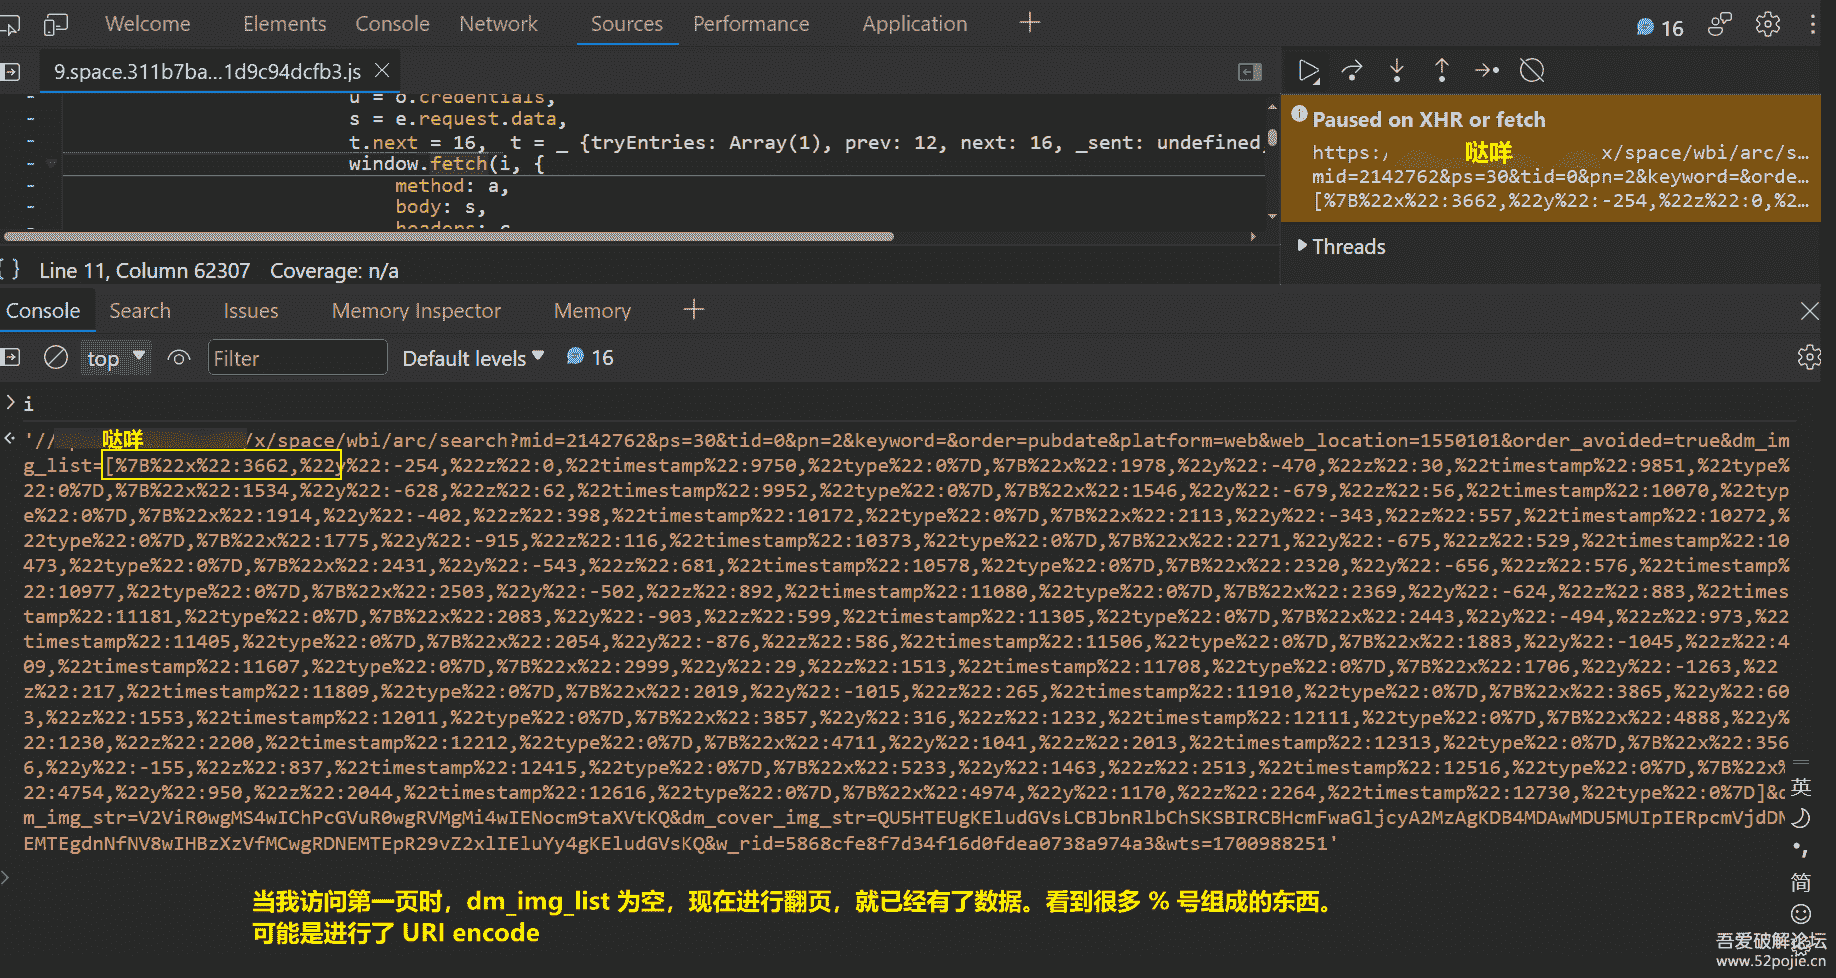 Welcome Elements Console Network Sources Performance Application 16
9.space.311b7ba...1d9c94dcfb3.js
u = o.credentials,
s = e.request.data,
t.next = 16, t = _ {tryEntries: Array(1), prev: 12, next: 16, _sent: undefined,
window.fetch(i, {
method: a,
body: s,
Line 11, Column 62307 Coverage: n/a
Paused on XHR or fetch
https:/ 哒咩 x/space/wbi/arc/s…
mid=2142762&ps=30&tid=0&pn=2&keyword=&orde…
[%7B%22x%22:3662,%22y%22:-254,%22z%22:0,%2…
Threads
Console Search Issues Memory Inspector Memory
top Filter Default levels 16
i
'// 哒咩 /x/space/wbi/arc/search?mid=2142762&ps=30&tid=0&pn=2&keyword=&order=pubdate&platform=web&web_location=1550101&order_avoided=true&dm_im
g_list=[%7B%22x%22:3662,%22y%22:-254,%22z%22:0,%22timestamp%22:9750,%22type%22:0%7D,%7B%22x%22:1978,%22y%22:-470,%22z%22:30,%22timestamp%22:9851,%22type%
22:0%7D,%7B%22x%22:1534,%22y%22:-628,%22z%22:62,%22timestamp%22:9952,%22type%22:0%7D,%7B%22x%22:1546,%22y%22:-679,%22z%22:56,%22timestamp%22:10070,%22typ
e%22:0%7D,%7B%22x%22:1914,%22y%22:-402,%22z%22:398,%22timestamp%22:10172,%22type%22:0%7D,%7B%22x%22:2113,%22y%22:-343,%22z%22:557,%22timestamp%22:10272,%
22type%22:0%7D,%7B%22x%22:1775,%22y%22:-915,%22z%22:116,%22timestamp%22:10373,%22type%22:0%7D,%7B%22x%22:2271,%22y%22:-675,%22z%22:529,%22timestamp%22:10
473,%22type%22:0%7D,%7B%22x%22:2431,%22y%22:-543,%22z%22:681,%22timestamp%22:10578,%22type%22:0%7D,%7B%22x%22:2320,%22y%22:-656,%22z%22:576,%22timestamp%
22:10977,%22type%22:0%7D,%7B%22x%22:2503,%22y%22:-502,%22z%22:892,%22timestamp%22:11080,%22type%22:0%7D,%7B%22x%22:2369,%22y%22:-624,%22z%22:883,%22times
tamp%22:11181,%22type%22:0%7D,%7B%22x%22:2083,%22y%22:-903,%22z%22:599,%22timestamp%22:11305,%22type%22:0%7D,%7B%22x%22:2443,%22y%22:-494,%22z%22:973,%22
timestamp%22:11405,%22type%22:0%7D,%7B%22x%22:2054,%22y%22:-876,%22z%22:586,%22timestamp%22:11506,%22type%22:0%7D,%7B%22x%22:1883,%22y%22:-1045,%22z%22:4
09,%22timestamp%22:11607,%22type%22:0%7D,%7B%22x%22:2999,%22y%22:29,%22z%22:1513,%22timestamp%22:11708,%22type%22:0%7D,%7B%22x%22:1706,%22y%22:-1263,%22
z%22:217,%22timestamp%22:11809,%22type%22:0%7D,%7B%22x%22:2019,%22y%22:-1015,%22z%22:265,%22timestamp%22:11910,%22type%22:0%7D,%7B%22x%22:3865,%22y%22:60
3,%22z%22:1553,%22timestamp%22:12011,%22type%22:0%7D,%7B%22x%22:3857,%22y%22:316,%22z%22:1232,%22timestamp%22:12111,%22type%22:0%7D,%7B%22x%22:4888,%22y%
22:1230,%22z%22:2200,%22timestamp%22:12212,%22type%22:0%7D,%7B%22x%22:4711,%22y%22:1041,%22z%22:2013,%22timestamp%22:12313,%22type%22:0%7D,%7B%22x%22:356
6,%22y%22:-155,%22z%22:837,%22timestamp%22:12415,%22type%22:0%7D,%7B%22x%22:5233,%22y%22:1463,%22z%22:2513,%22timestamp%22:12516,%22type%22:0%7D,%7B%22x%
22:4754,%22y%22:950,%22z%22:2044,%22timestamp%22:12616,%22type%22:0%7D,%7B%22x%22:4974,%22y%22:1170,%22z%22:2264,%22timestamp%22:12730,%22type%22:0%7D]&d
m_img_str=V2ViR0wgMS4wIChPcGVuR0wgRVMgMi4wIENocm9taXVtKQ&dm_cover_img_str=QU5HTEUgKEludGVsLCBJbnRlbChSKSBIRCBHcmFwaGljcyA2MzAgKDB4MDAwMDU5MUIpIERpcmVjdDN
EMTEgdnNfNV8wIHBzXzVfMCwgRDNEMTEpR29vZ2xlIEluYy4gKEludGVsKQ&w_rid=5868cfe8f7d34f16d0fdea0738a974a3&wts=1700988251'
当我访问第一页时，dm_img_list 为空，现在进行翻页，就已经有了数据。看到很多 % 号组成的东西。
可能是进行了 URI encode
英
简
吾爱破解论坛
www.52pojie.cn